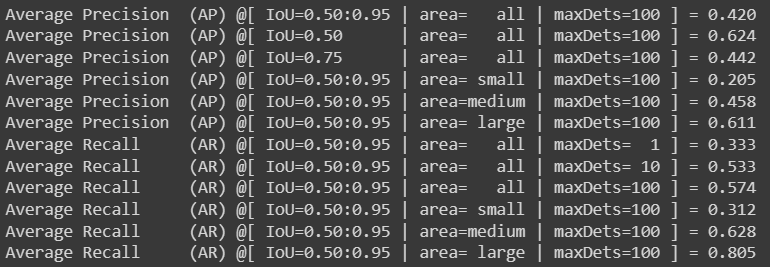 Average Precision  (AP) @[ IoU=0.50:0.95 | area=   all | maxDets=100 ] = 0.420
Average Precision  (AP) @[ IoU=0.50      | area=   all | maxDets=100 ] = 0.624
Average Precision  (AP) @[ IoU=0.75      | area=   all | maxDets=100 ] = 0.442
Average Precision  (AP) @[ IoU=0.50:0.95 | area= small | maxDets=100 ] = 0.205
Average Precision  (AP) @[ IoU=0.50:0.95 | area=medium | maxDets=100 ] = 0.458
Average Precision  (AP) @[ IoU=0.50:0.95 | area= large | maxDets=100 ] = 0.611
Average Recall     (AR) @[ IoU=0.50:0.95 | area=   all | maxDets=  1 ] = 0.333
Average Recall     (AR) @[ IoU=0.50:0.95 | area=   all | maxDets= 10 ] = 0.533
Average Recall     (AR) @[ IoU=0.50:0.95 | area=   all | maxDets=100 ] = 0.574
Average Recall     (AR) @[ IoU=0.50:0.95 | area= small | maxDets=100 ] = 0.312
Average Recall     (AR) @[ IoU=0.50:0.95 | area=medium | maxDets=100 ] = 0.628
Average Recall     (AR) @[ IoU=0.50:0.95 | area= large | maxDets=100 ] = 0.805